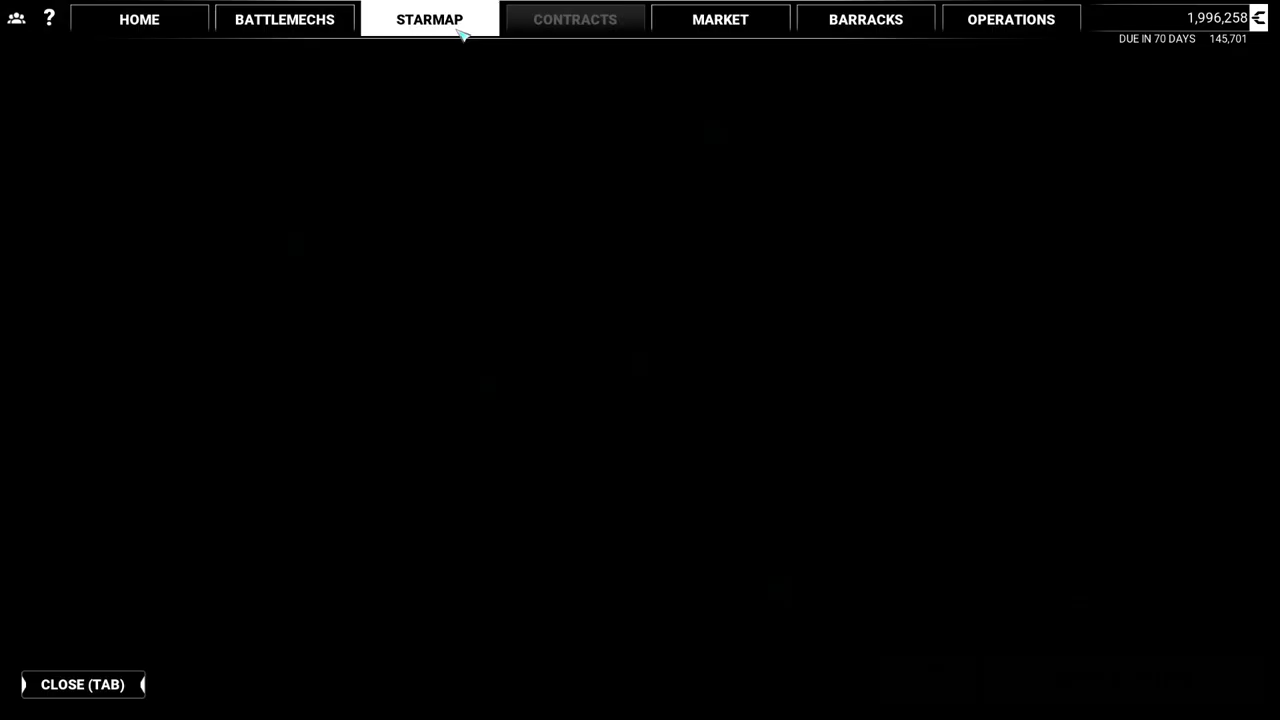 ? HOME BATTLEMECHS STARMAP CONTRACTS MARKET BARRACKS OPERATIONS 1,996,258
DUE IN 70 DAYS 145,701
CLOSE (TAB)